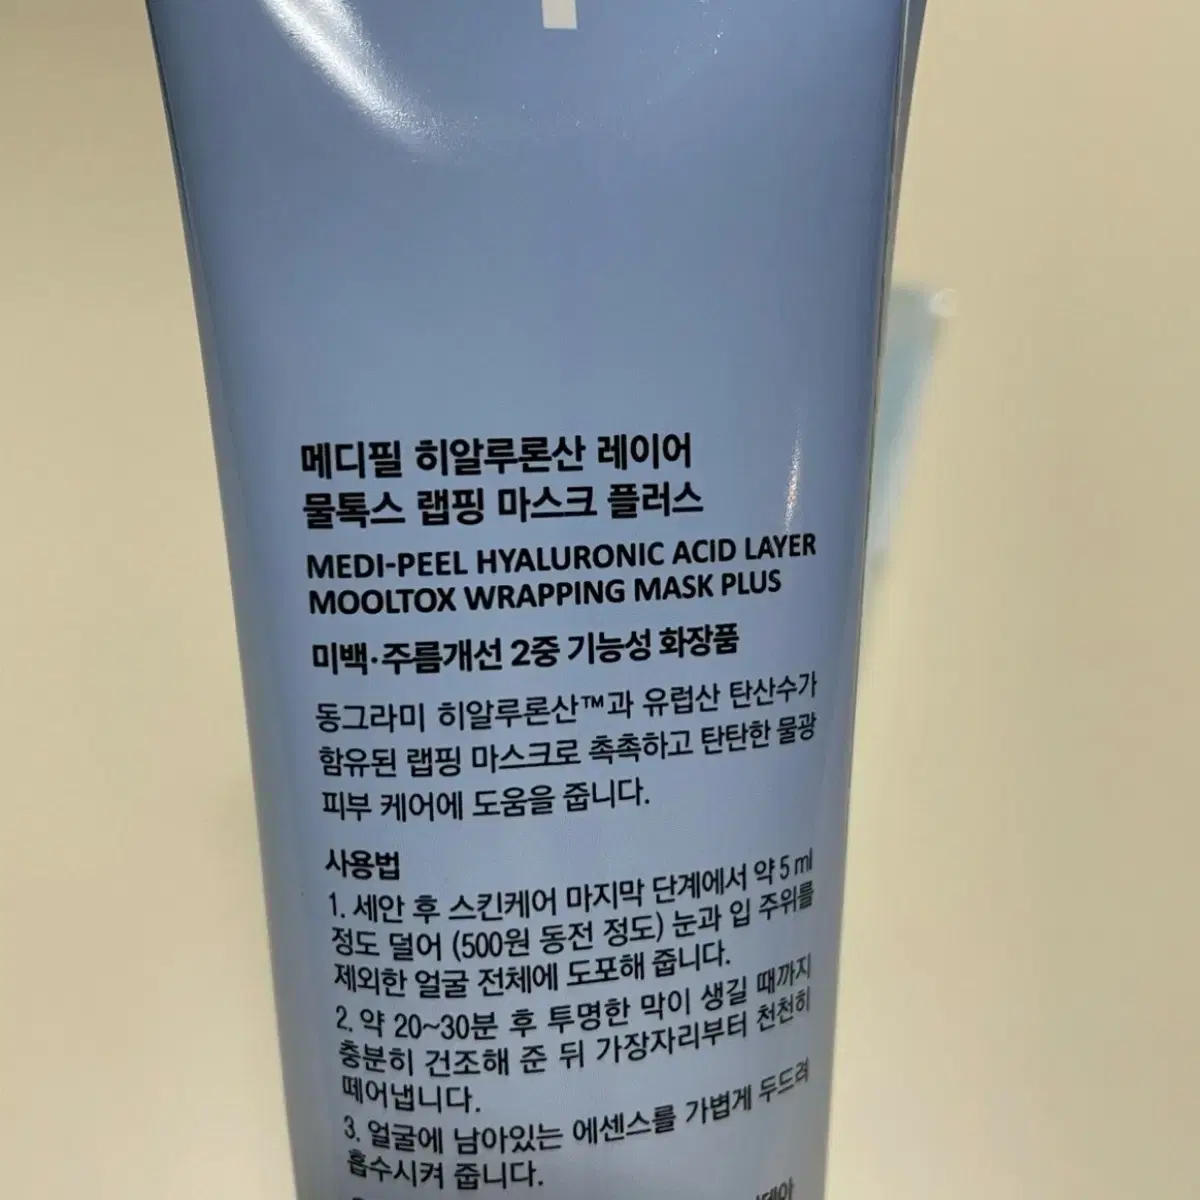 메디필 히알루론산 레이어
물톡스 랩핑 마스크 플러스
MEDI-PEEL HYALURONIC ACID LAYER
MOOLTOX WRAPPING MASK PLUS
미백·주름개선 2중 기능성 화장품
동그라미 히알루론산™과 유럽산 탄산수가
함유된 랩핑 마스크로 촉촉하고 탄탄한 물광
피부 케어에 도움을 줍니다.
사용법
1. 세안 후 스킨케어 마지막 단계에서 약 5 ml
정도 덜어 (500원 동전 정도) 눈과 입 주위를
제외한 얼굴 전체에 도포해 줍니다.
2. 약 20~30분 후 투명한 막이 생길 때까지
충분히 건조해 준 뒤 가장자리부터 천천히
떼어냅니다.
3. 얼굴에 남아있는 에센스를 가볍게 두드려
흡수시켜 줍니다.